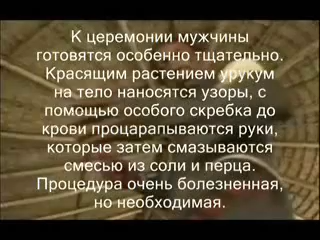 К церемонии мужчины
готовятся особенно тщательно.
Красящим растением урукум
на тело наносятся узоры, с
помощью особого скребка до
крови процарапываются руки,
которые затем смазываются
смесью из соли и перца.
Процедура очень болезненная,
но необходимая.